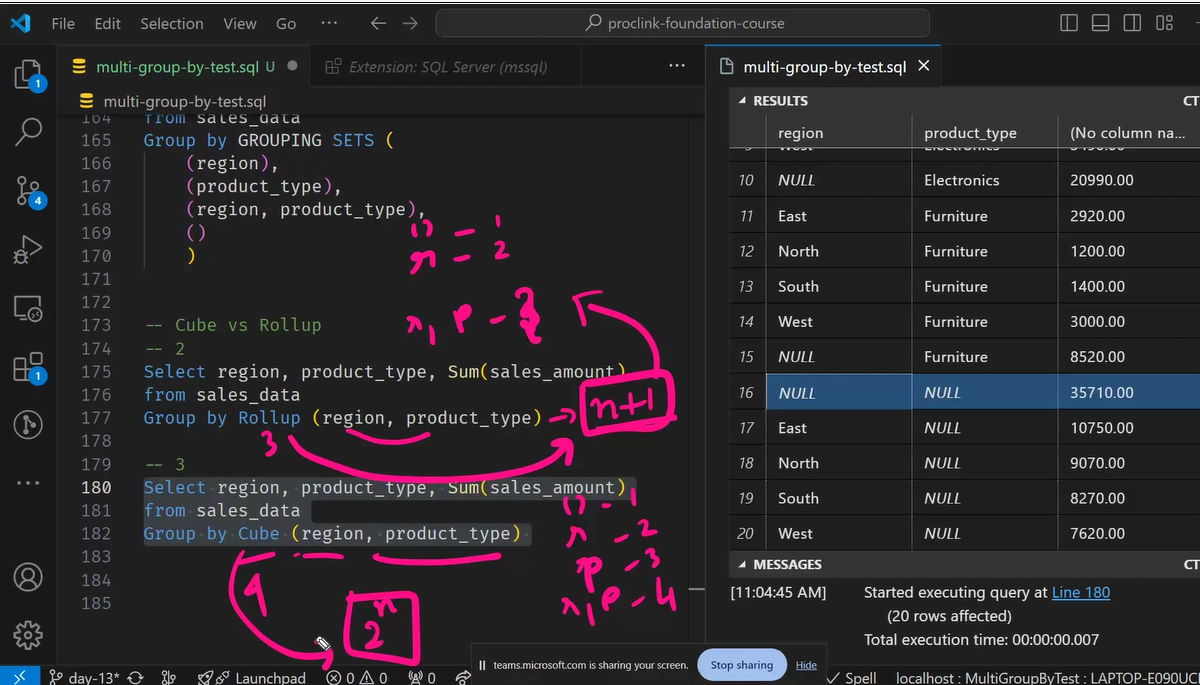 File Edit Selection View Go ··· proclink-foundation-course
multi-group-by-test.sql U Extension: SQL Server (mssql) ··· multi-group-by-test.sql
multi-group-by-test.sql
164 from sales_data
165 Group by GROUPING SETS (
166 (region),
167 (product_type),
168 (region, product_type),
169 ()
170 )
171
172
173 -- Cube vs Rollup
174 -- 2
175 Select region, product_type, Sum(sales_amount)
176 from sales_data
177 Group by Rollup (region, product_type)
178
179 -- 3
180 Select region, product_type, Sum(sales_amount)
181 from sales_data
182 Group by Cube (region, product_type)
183
184
185
() - 1
r = 2
r, p - 3
n+1
3
() - 1
r - 2
p - 3
r, p - 4
4
2^n
1
4
1
RESULTS CT
region product_type (No column na...
West Electronics
10 NULL Electronics 20990.00
11 East Furniture 2920.00
12 North Furniture 1200.00
13 South Furniture 1400.00
14 West Furniture 3000.00
15 NULL Furniture 8520.00
16 NULL NULL 35710.00
17 East NULL 10750.00
18 North NULL 9070.00
19 South NULL 8270.00
20 West NULL 7620.00
MESSAGES CT
[11:04:45 AM] Started executing query at Line 180
(20 rows affected)
Total execution time: 00:00:00.007
teams.microsoft.com is sharing your screen. Stop sharing Hide
day-13* Launchpad 0 0 0 Spell localhost : MultiGroupByTest : LAPTOP-E090UC